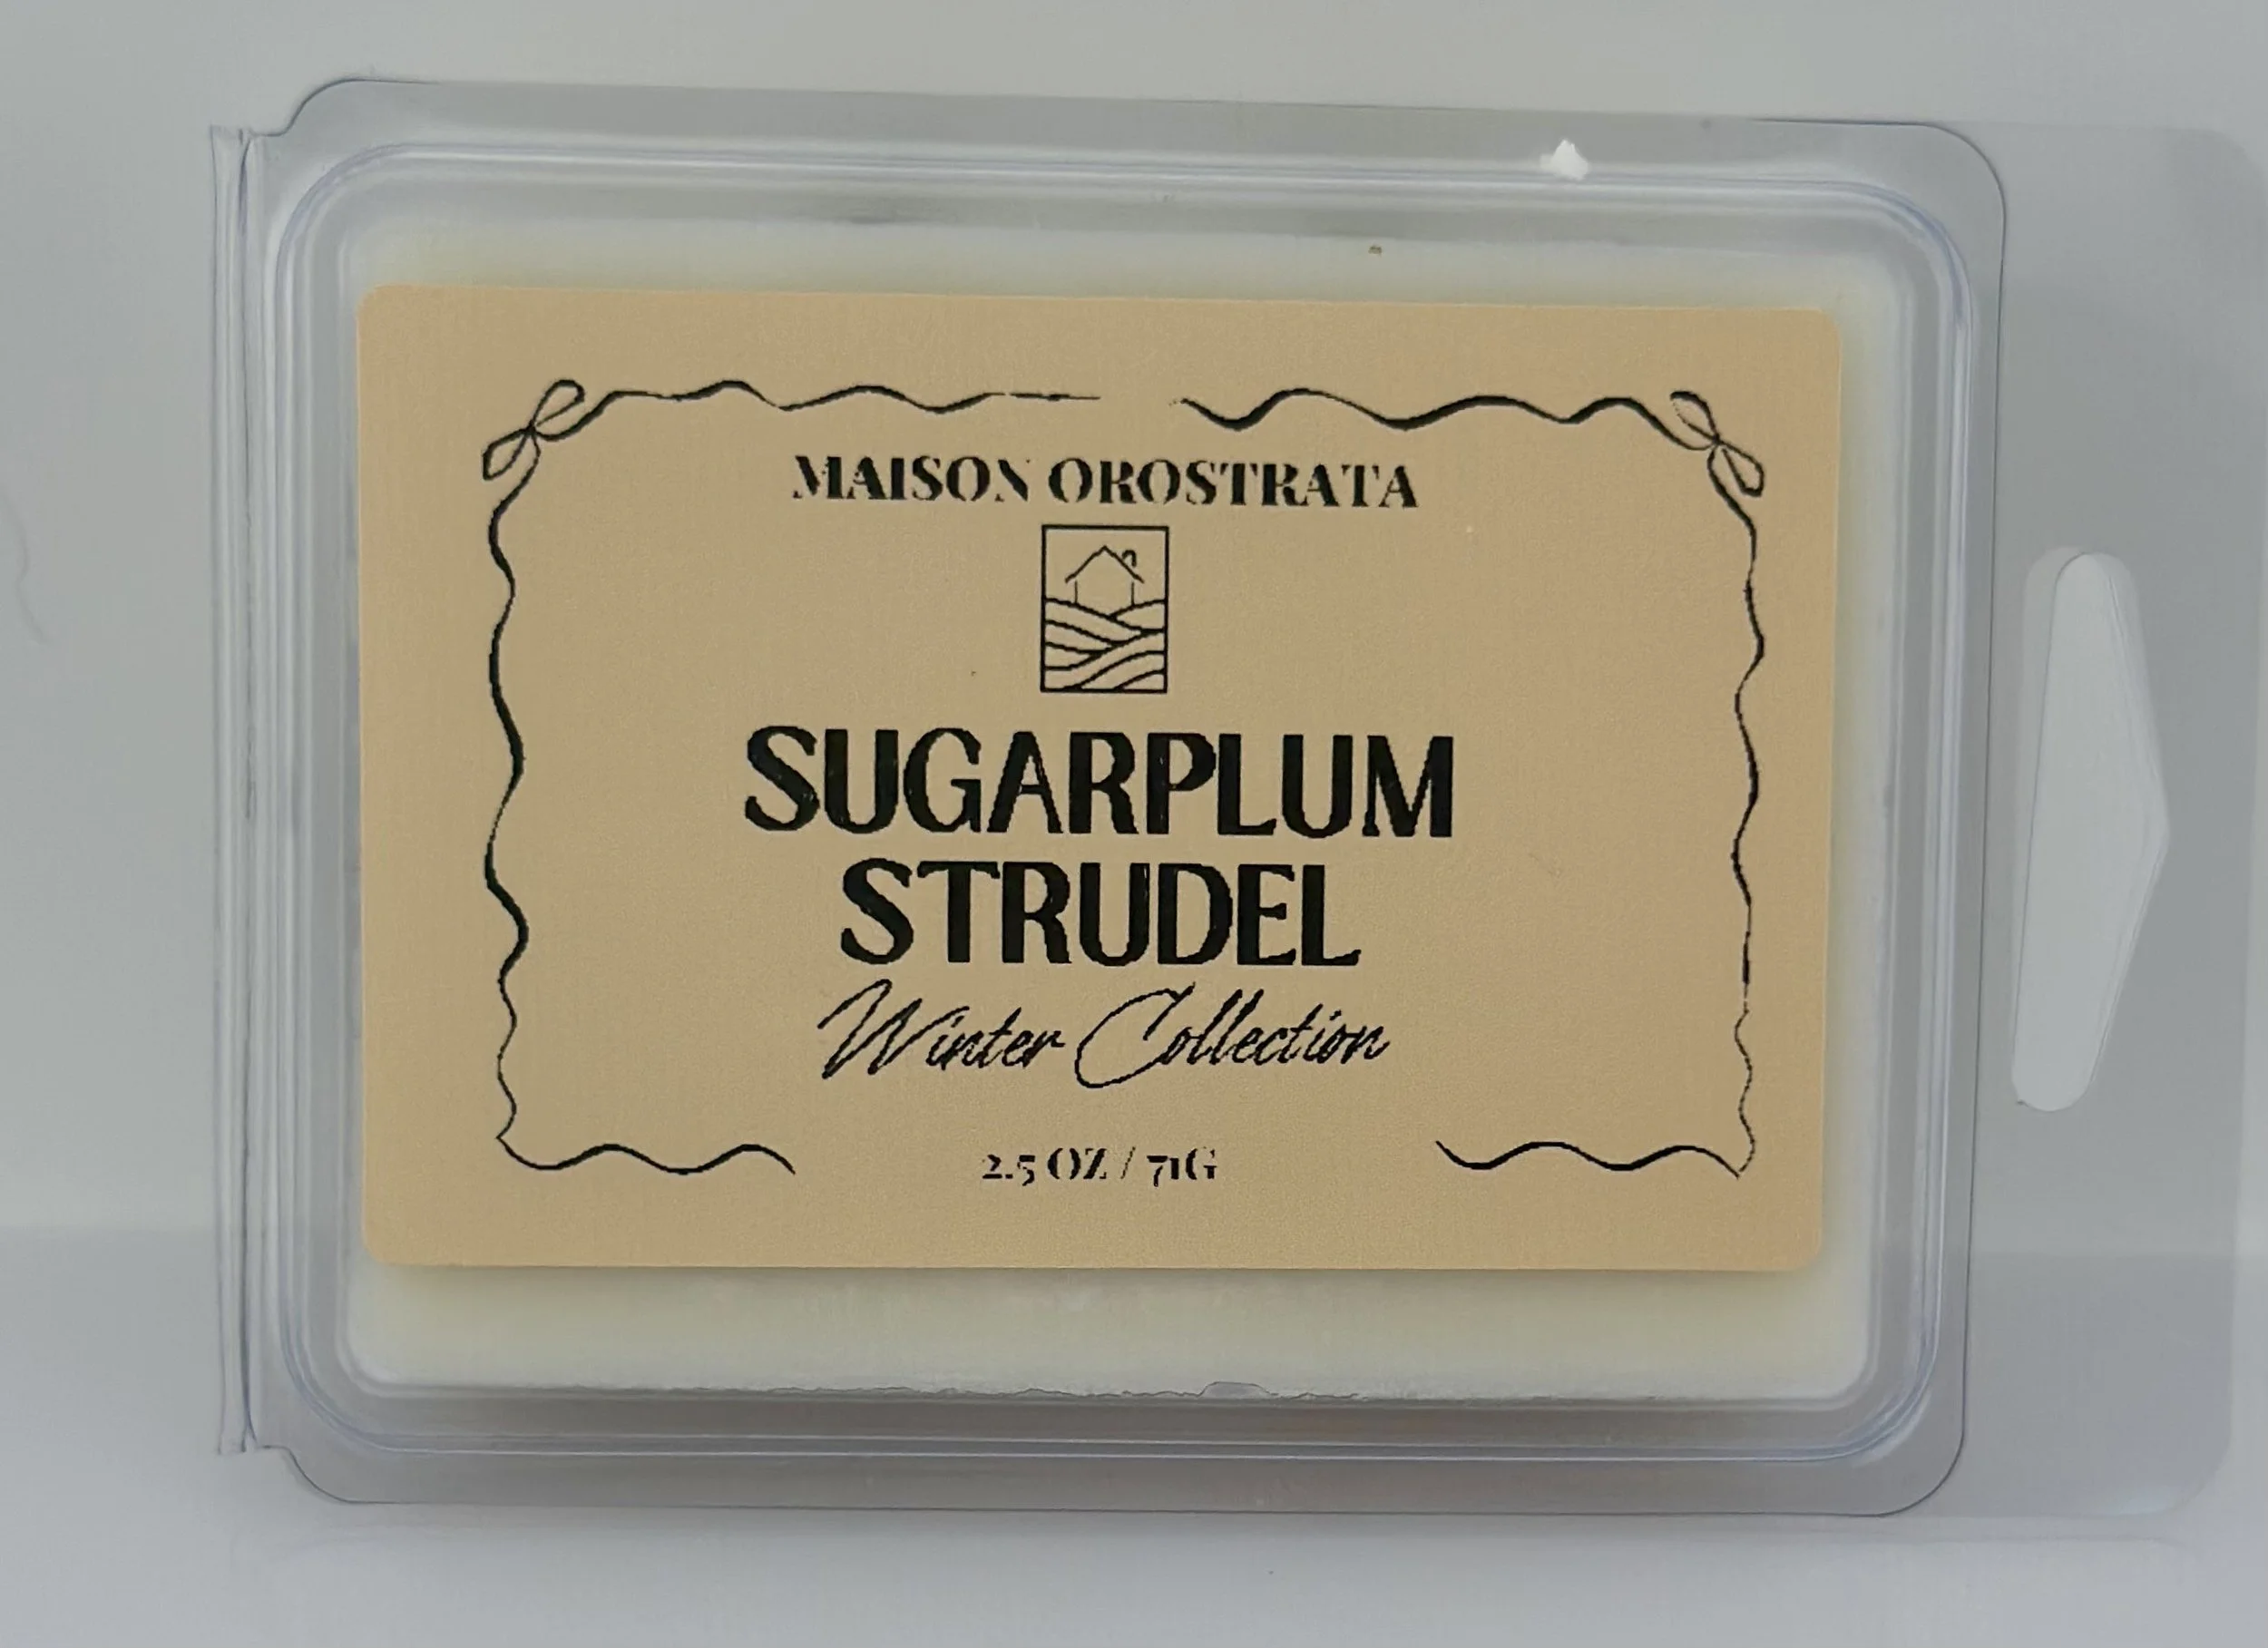 MAISON OROSTRATA
SUGARPLUM
STRUDEL
Winter Collection
2.5 OZ / 71G